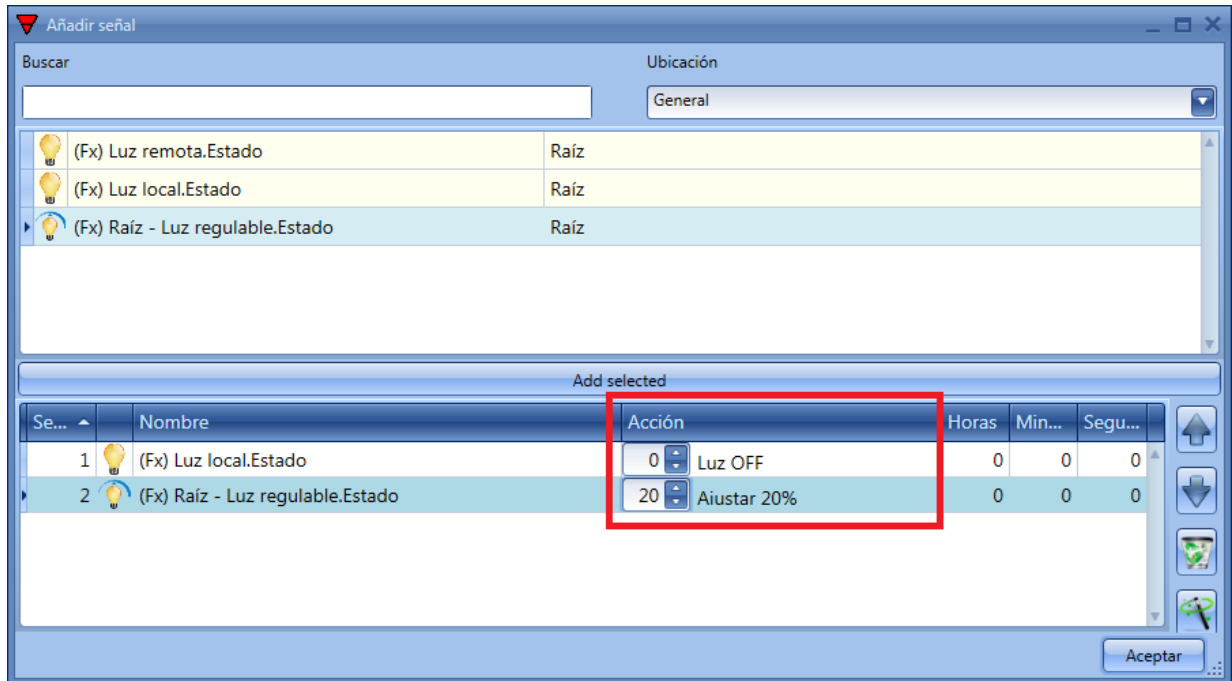 Añadir señal
Buscar Ubicación
General
(Fx) Luz remota.Estado Raíz
(Fx) Luz local.Estado Raíz
(Fx) Raíz - Luz regulable.Estado Raíz
Add selected
Se... Nombre Acción Horas Min... Segu...
1 (Fx) Luz local.Estado 0 Luz OFF 0 0 0
2 (Fx) Raíz - Luz regulable.Estado 20 Aiustar 20% 0 0 0
Aceptar